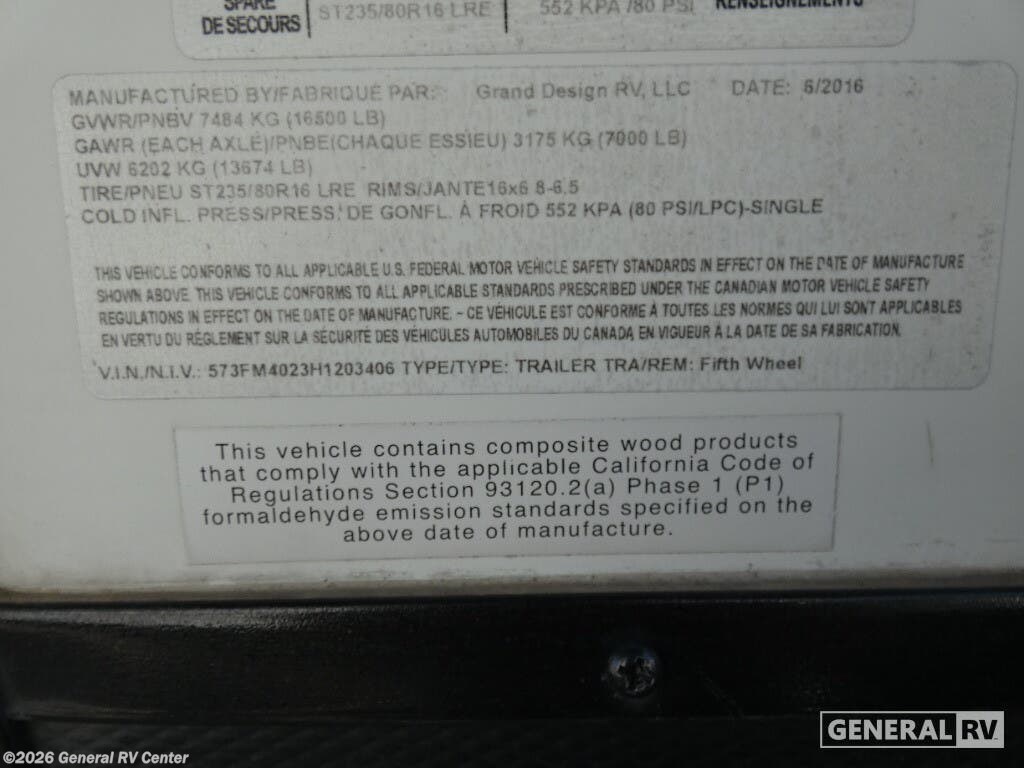 SPARE
DE SECOURS
ST235/80R16 LRE
552 KPA /80 PSI
RENSEIGNEMENTS
MANUFACTURED BY/FABRIQUÉ PAR: Grand Design RV, LLC DATE: 6/2016
GVWR/PNBV 7484 KG (16500 LB)
GAWR (EACH AXLE)/PNBE(CHAQUE ESSIEU) 3175 KG (7000 LB)
UVW 6202 KG (13674 LB)
TIRE/PNEU ST235/80R16 LRE RIMS/JANTE16x6 8-6.5
COLD INFL. PRESS/PRESS. DE GONFL. À FROID 552 KPA (80 PSI/LPC)-SINGLE
THIS VEHICLE CONFORMS TO ALL APPLICABLE U.S. FEDERAL MOTOR VEHICLE SAFETY STANDARDS IN EFFECT ON THE DATE OF MANUFACTURE
SHOWN ABOVE. THIS VEHICLE CONFORMS TO ALL APPLICABLE STANDARDS PRESCRIBED UNDER THE CANADIAN MOTOR VEHICLE SAFETY
REGULATIONS IN EFFECT ON THE DATE OF MANUFACTURE. - CE VÉHICULE EST CONFORME À TOUTES LES NORMES QUI LUI SONT APPLICABLES
EN VERTU DU RÈGLEMENT SUR LA SÉCURITÉ DES VÉHICULES AUTOMOBILES DU CANADA EN VIGUEUR À LA DATE DE SA FABRICATION.
V.I.N./N.I.V.: 573FM4023H1203406 TYPE/TYPE: TRAILER TRA/REM: Fifth Wheel
This vehicle contains composite wood products
that comply with the applicable California Code of
Regulations Section 93120.2(a) Phase 1 (P1)
formaldehyde emission standards specified on the
above date of manufacture.
GENERAL RV
©2026 General RV Center